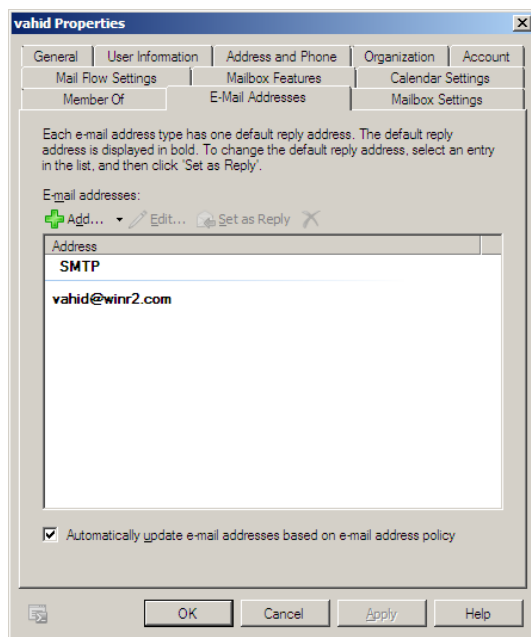 vahid Properties
General User Information Address and Phone Organization Account
Mail Flow Settings Mailbox Features Calendar Settings
Member Of E-Mail Addresses Mailbox Settings
Each e-mail address type has one default reply address. The default reply
address is displayed in bold. To change the default reply address, select an entry
in the list, and then click 'Set as Reply'.
E-mail addresses:
Add... Edit... Set as Reply
Address
SMTP
vahid@winr2.com
Automatically update e-mail addresses based on e-mail address policy
OK Cancel Apply Help